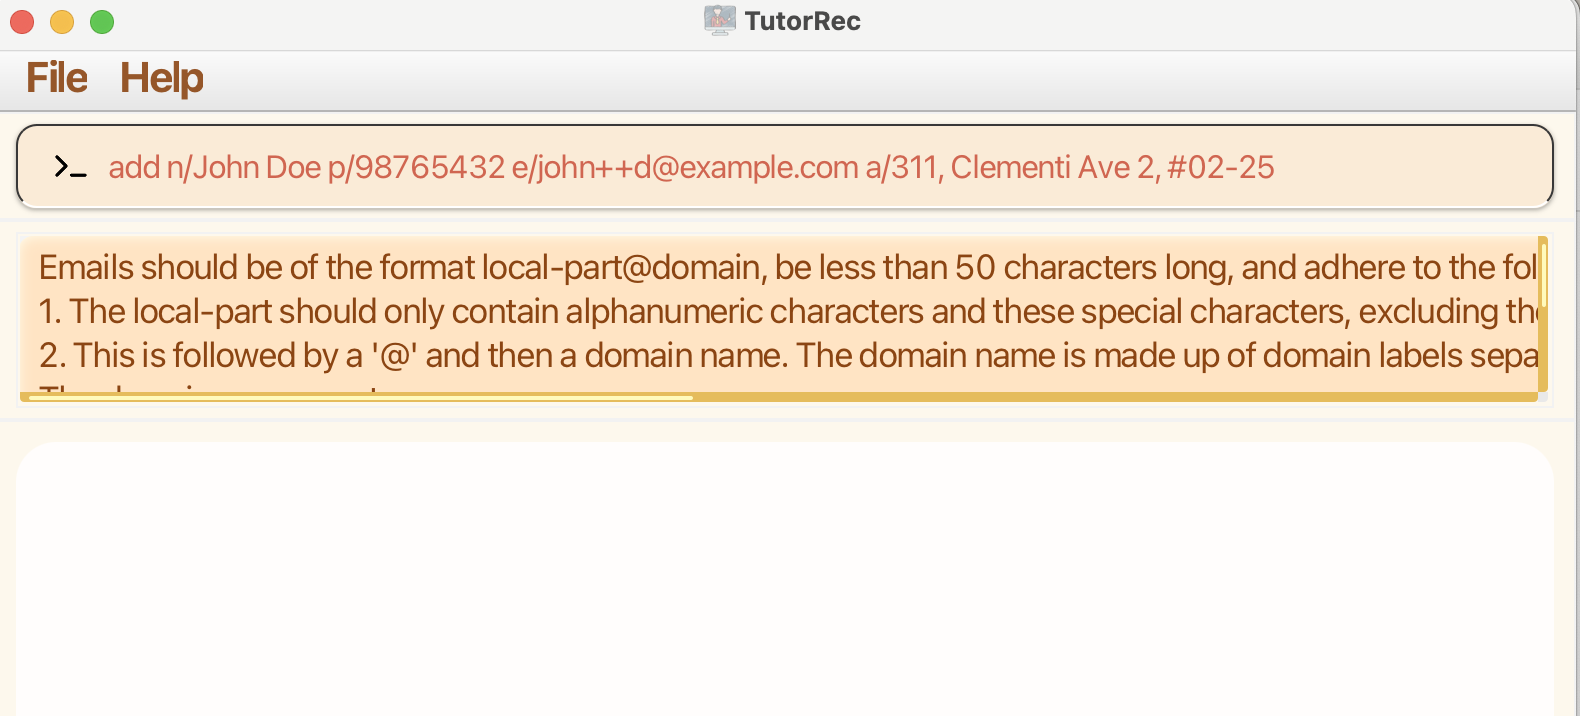 TutorRec
File Help
>_ add n/John Doe p/98765432 e/john++d@example.com a/311, Clementi Ave 2, #02-25
Emails should be of the format local-part@domain, be less than 50 characters long, and adhere to the fol
1. The local-part should only contain alphanumeric characters and these special characters, excluding the
2. This is followed by a '@' and then a domain name. The domain name is made up of domain labels sepa